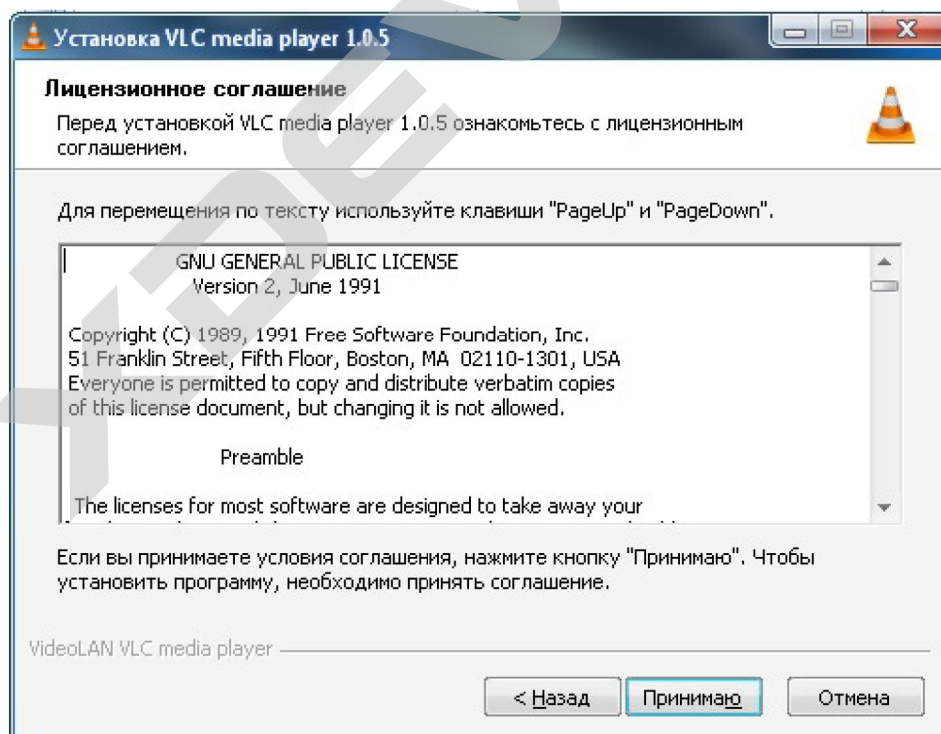 Установка VLC media player 1.0.5
Лицензионное соглашение
Перед установкой VLC media player 1.0.5 ознакомьтесь с лицензионным
соглашением.
Для перемещения по тексту используйте клавиши "PageUp" и "PageDown".
GNU GENERAL PUBLIC LICENSE
Version 2, June 1991
Copyright (C) 1989, 1991 Free Software Foundation, Inc.
51 Franklin Street, Fifth Floor, Boston, MA 02110-1301, USA
Everyone is permitted to copy and distribute verbatim copies
of this license document, but changing it is not allowed.
Preamble
The licenses for most software are designed to take away your
Если вы принимаете условия соглашения, нажмите кнопку "Принимаю". Чтобы
установить программу, необходимо принять соглашение.
VideoLAN VLC media player
< Назад Принимаю Отмена
XDEV